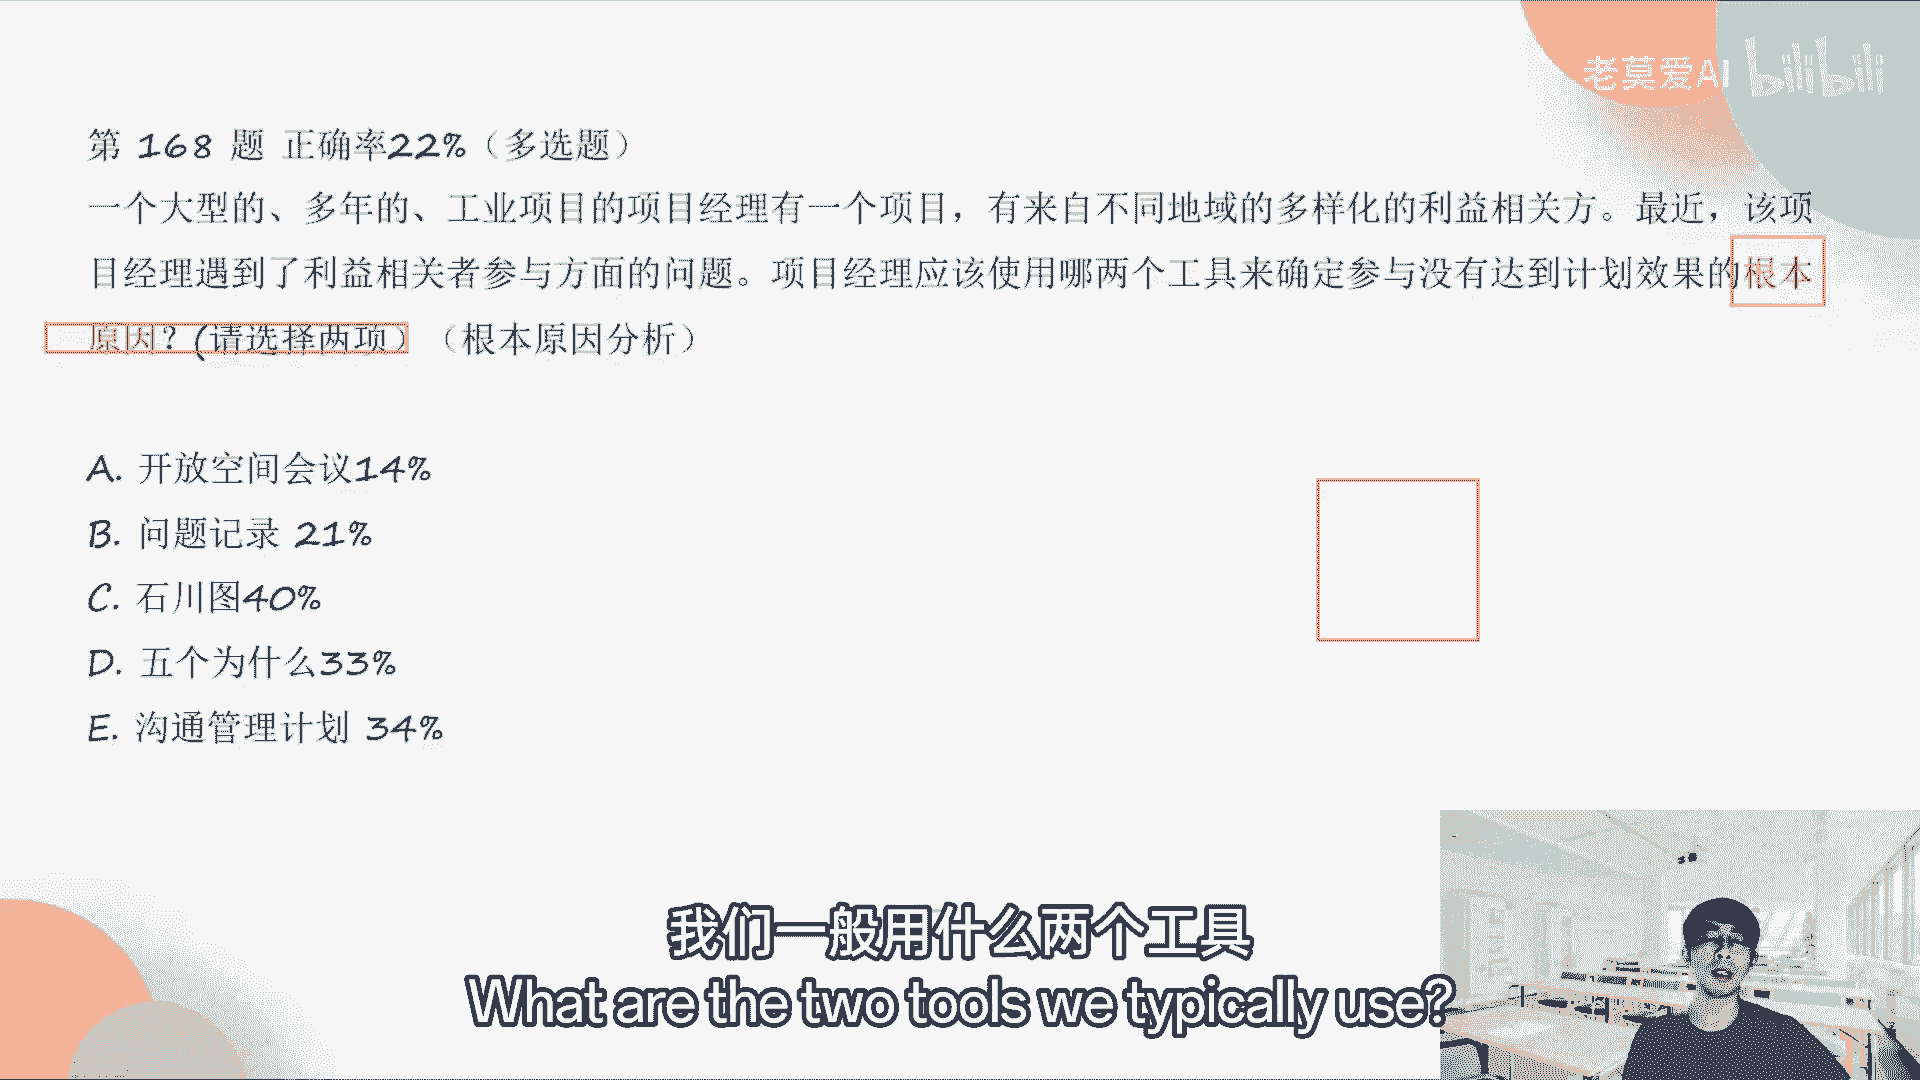 老莫爱AI bilibili
第 168 题 正确率22%（多选题）
一个大型的、多年的、工业项目的项目经理有一个项目，有来自不同地域的多样化的利益相关方。最近，该项
目经理遇到了利益相关者参与方面的问题。项目经理应该使用哪两个工具来确定参与没有达到计划效果的根本
原因？(请选择两项）（根本原因分析）
A. 开放空间会议14%
B. 问题记录 21%
C. 石川图40%
D. 五个为什么33%
E. 沟通管理计划 34%
我们一般用什么两个工具
What are the two tools we typically use?